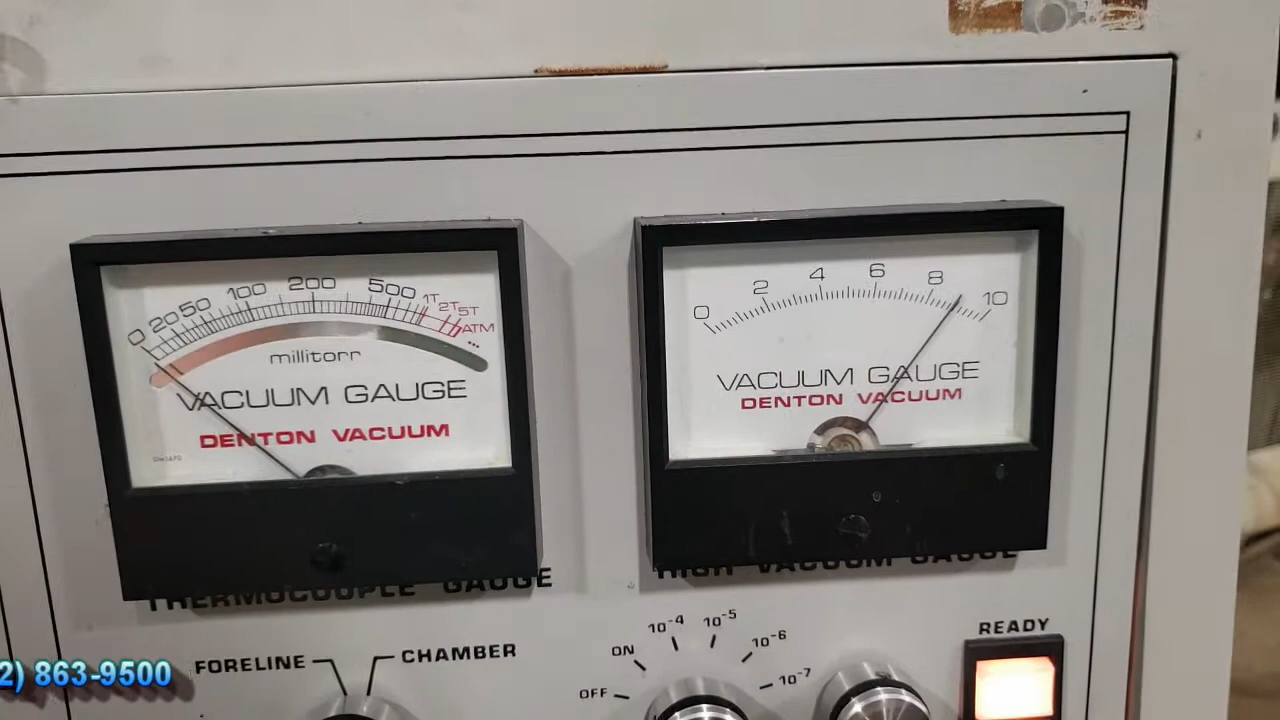 0 20 50 100 200 500 1T 2T 5T ATM
millitorr
VACUUM GAUGE
DENTON VACUUM
0 2 4 6 8 10
VACUUM GAUGE
DENTON VACUUM
THERMOCOUPLE GAUGE
HIGH VACUUM GAUGE
FORELINE
CHAMBER
OFF
ON
10-4
10-5
10-6
10-7
READY
2) 863-9500